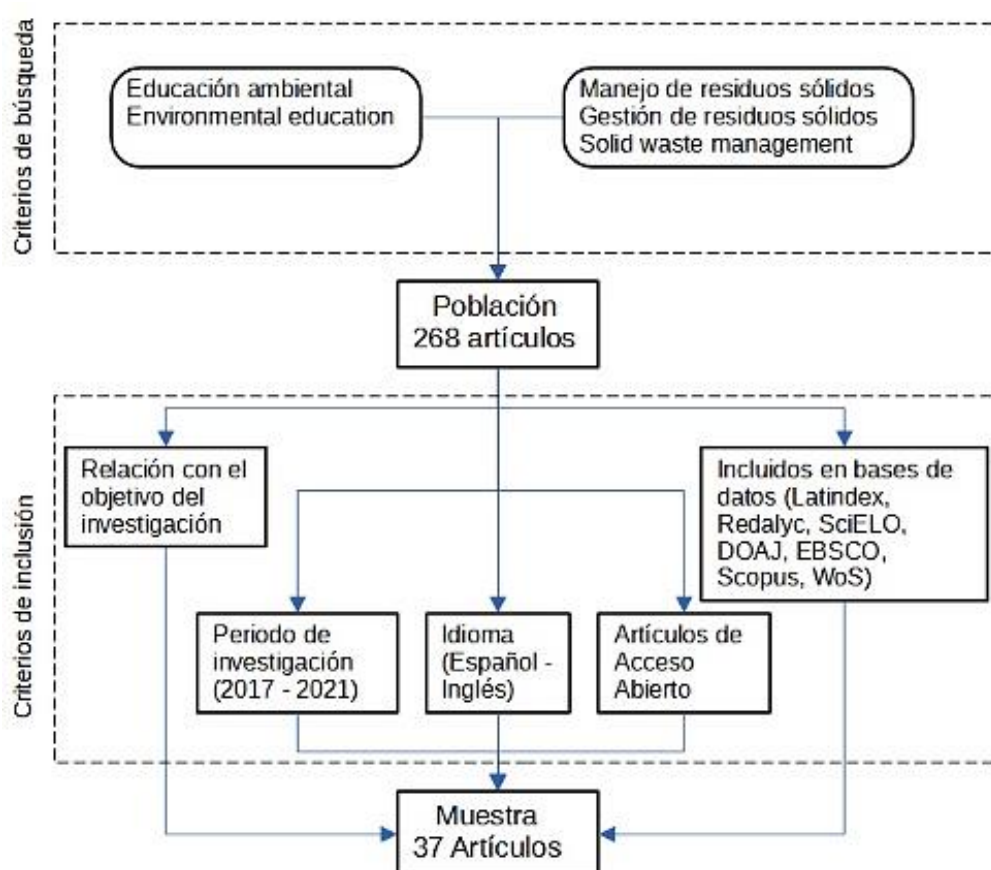 Criterios de búsqueda
Educación ambiental
Environmental education
Manejo de residuos sólidos
Gestión de residuos sólidos
Solid waste management
Población
268 artículos
Criterios de inclusión
Relación con el
objetivo del
investigación
Incluidos en bases de
datos (Latindex,
Redalyc, SciELO,
DOAJ, EBSCO,
Scopus, WoS)
Periodo de
investigación
(2017 - 2021)
Idioma
(Español -
Inglés)
Artículos de
Acceso
Abierto
Muestra
37 Artículos